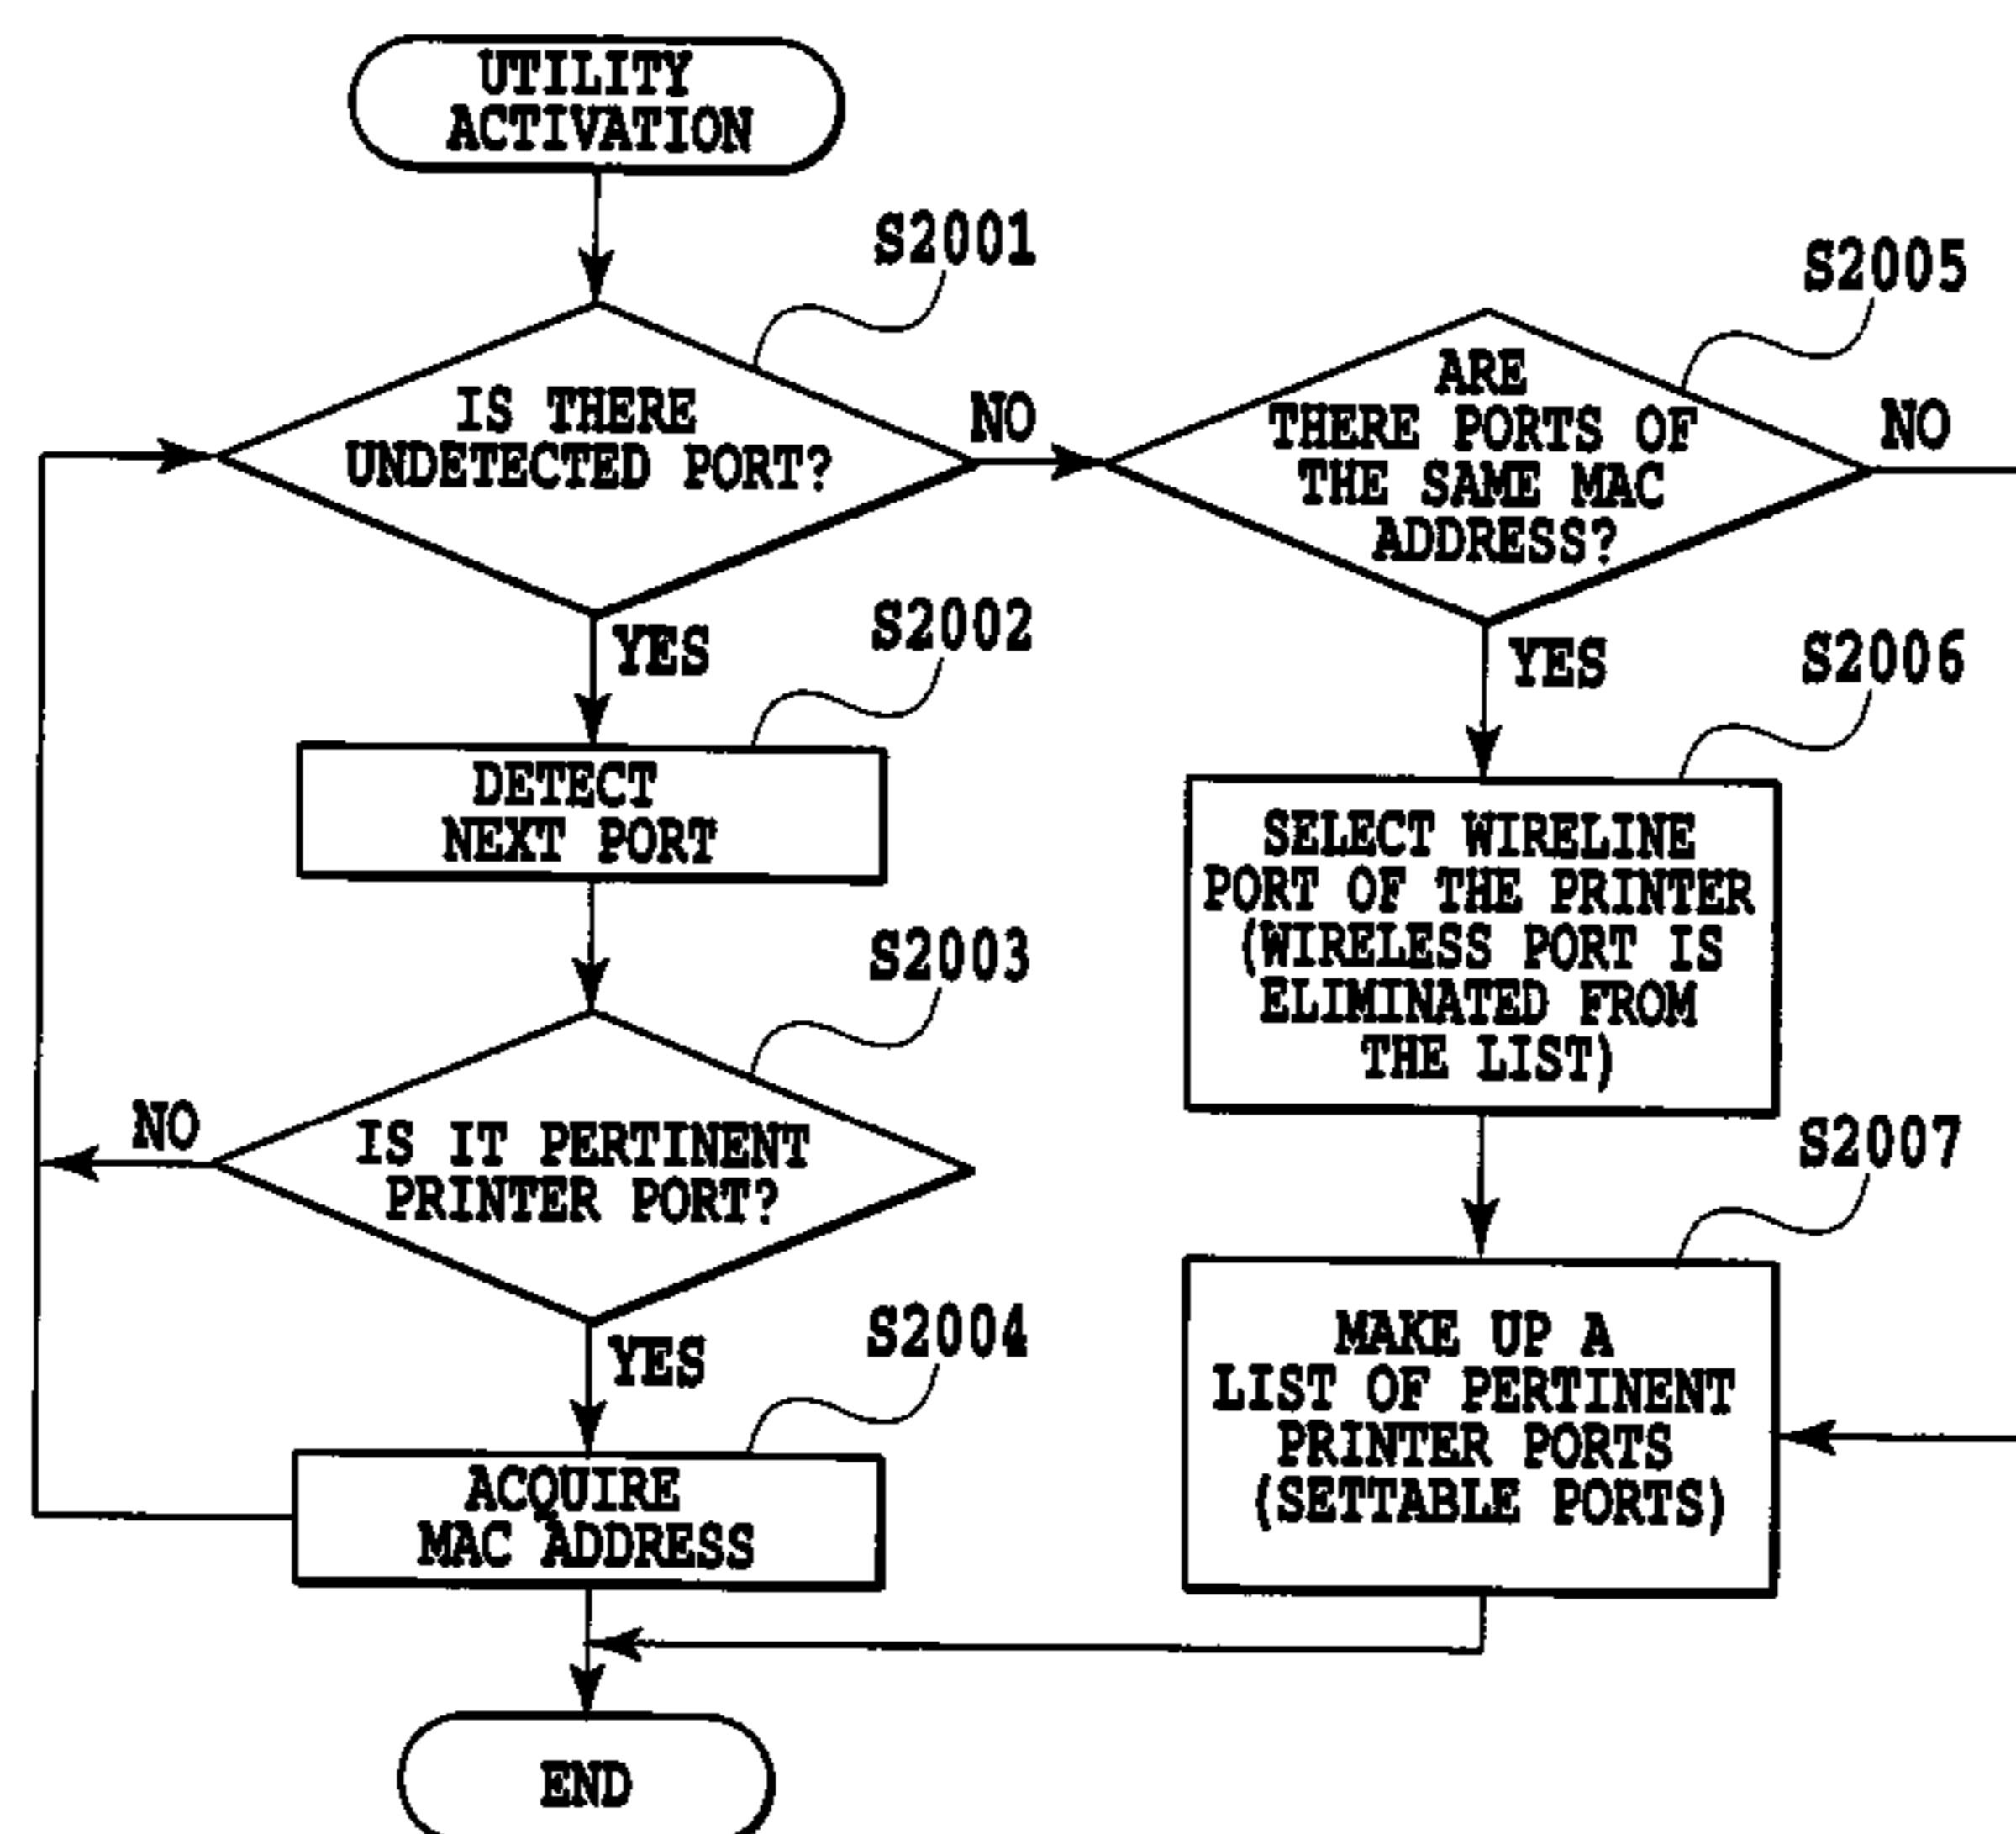 UTILITY
ACTIVATION
S2001
IS THERE
UNDETECTED PORT?
NO
YES
S2002
DETECT
NEXT PORT
S2003
IS IT PERTINENT
PRINTER PORT?
NO
YES
S2004
ACQUIRE
MAC ADDRESS
END
S2005
ARE
THERE PORTS OF
THE SAME MAC
ADDRESS?
NO
YES
S2006
SELECT WIRELINE
PORT OF THE PRINTER
(WIRELESS PORT IS
ELIMINATED FROM
THE LIST)
S2007
MAKE UP A
LIST OF PERTINENT
PRINTER PORTS
(SETTABLE PORTS)